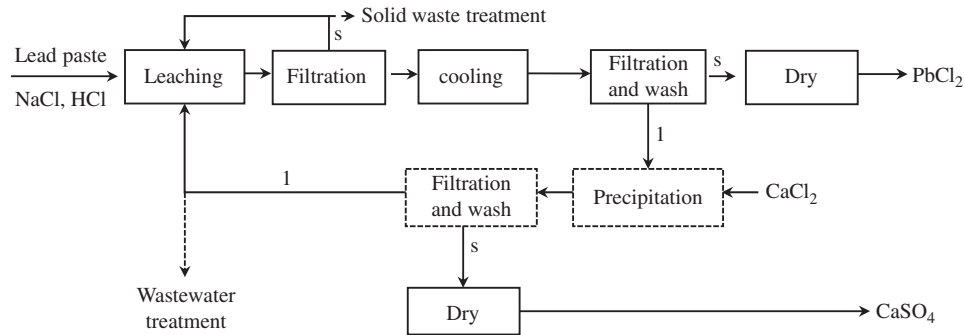 Solid waste treatment
s
Lead paste
NaCl, HCl
Leaching
Filtration
cooling
Filtration
and wash
s
Dry
PbCl2
1
1
Filtration
and wash
Precipitation
CaCl2
s
Wastewater
treatment
Dry
CaSO4